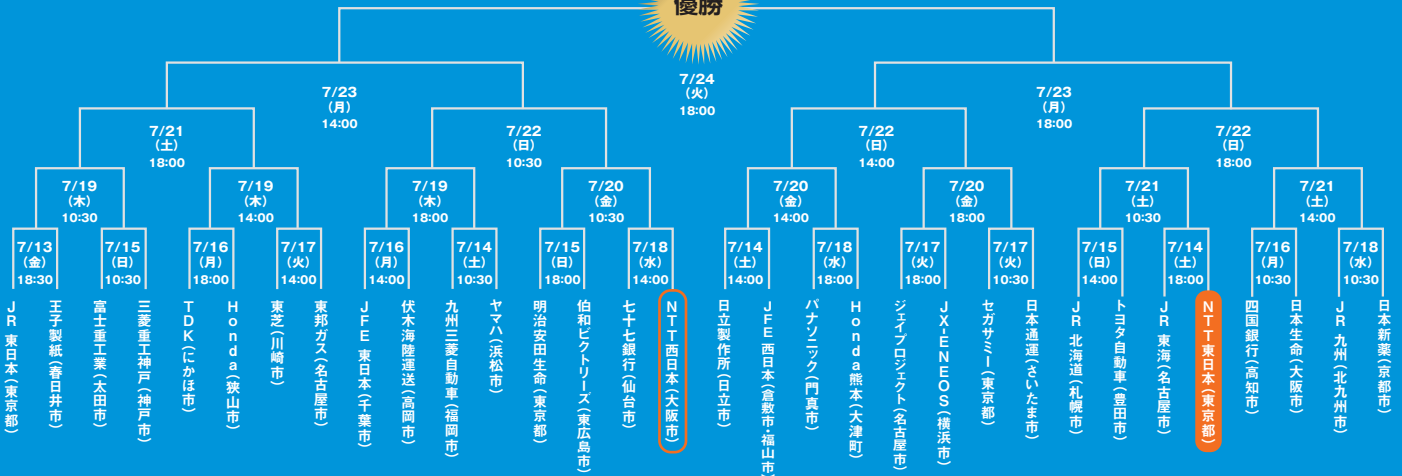 優勝
7/24
(火)
18:00
7/23
(月)
14:00
7/23
(月)
18:00
7/21
(土)
18:00
7/22
(日)
10:30
7/22
(日)
14:00
7/22
(日)
18:00
7/19
(木)
10:30
7/19
(木)
14:00
7/19
(木)
18:00
7/20
(金)
10:30
7/20
(金)
14:00
7/20
(金)
18:00
7/21
(土)
10:30
7/21
(土)
14:00
7/13
(金)
18:30
7/15
(日)
10:30
7/16
(月)
18:00
7/17
(火)
14:00
7/16
(月)
14:00
7/14
(土)
10:30
7/15
(日)
18:00
7/18
(水)
14:00
7/14
(土)
14:00
7/18
(水)
18:00
7/17
(火)
18:00
7/17
(火)
10:30
7/15
(日)
14:00
7/14
(土)
18:00
7/16
(月)
10:30
7/18
(水)
10:30
JR 東日本(東京都)
王子製紙(春日井市)
富士重工業(太田市)
三菱重工神戸(神戸市)
TDK(にかほ市)
Honda(狭山市)
東芝(川崎市)
東邦ガス(名古屋市)
JFE 東日本(千葉市)
伏木海陸運送(高岡市)
九州三菱自動車(福岡市)
ヤマハ(浜松市)
明治安田生命(東京都)
伯和ビクトリーズ(東広島市)
七十七銀行(仙台市)
NTT西日本(大阪市)
日立製作所(日立市)
JFE 西日本(倉敷市・福山市)
パナソニック(門真市)
Honda熊本(大津町)
ジェイプロジェクト(名古屋市)
JX-ENEOS(横浜市)
セガサミー(東京都)
日本通運(さいたま市)
JR 北海道(札幌市)
トヨタ自動車(豊田市)
JR 東海(名古屋市)
NTT東日本(東京都)
四国銀行(高知市)
日本生命(大阪市)
JR 九州(北九州市)
日本新薬(京都市)